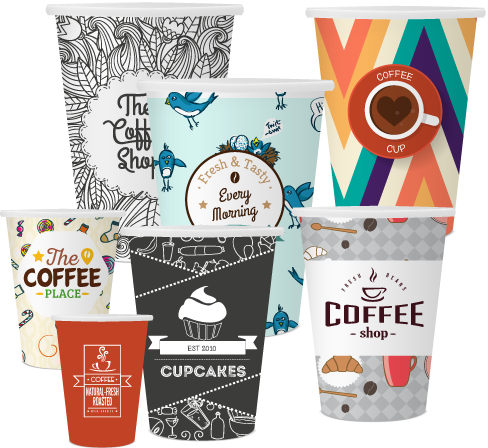 The
Coffee
Shop
COFFEE
CUP
Fresh & Tasty
Every
Morning
The
COFFEE
PLACE
FRESH BEANS
COFFEE
- shop -
EST 2010
CUPCAKES
COFFEE
NATURAL-FRESH
ROASTED